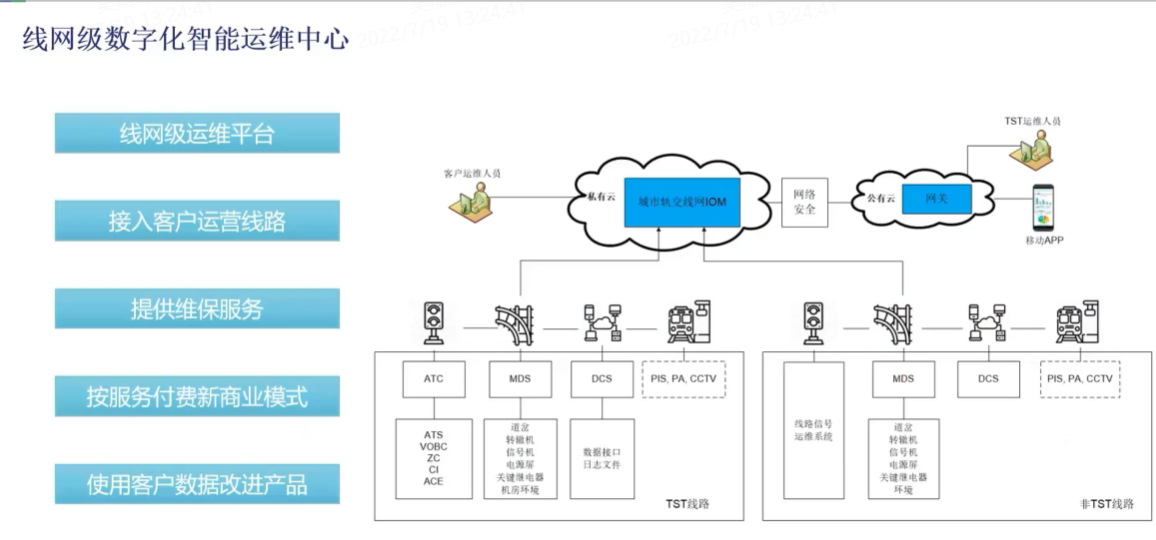 线网级数字化智能运维中心
2022/7/19 13:24:41
2022/7/19 13:24:41
线网级运维平台
接入客户运营线路
提供维保服务
按服务付费新商业模式
使用客户数据改进产品
客户运维人员
私有云
城市轨交线网IOM
网络
安全
公有云
网关
TST运维人员
移动APP
ATC
MDS
DCS
PIS, PA, CCTV
ATS
VOBC
ZC
CI
ACE
道岔
转辙机
信号机
电源屏
关键继电器
机房环境
数据接口
日志文件
TST线路
线路信号
运维系统
MDS
DCS
PIS, PA, CCTV
道岔
转辙机
信号机
电源屏
关键继电器
环境
非TST线路